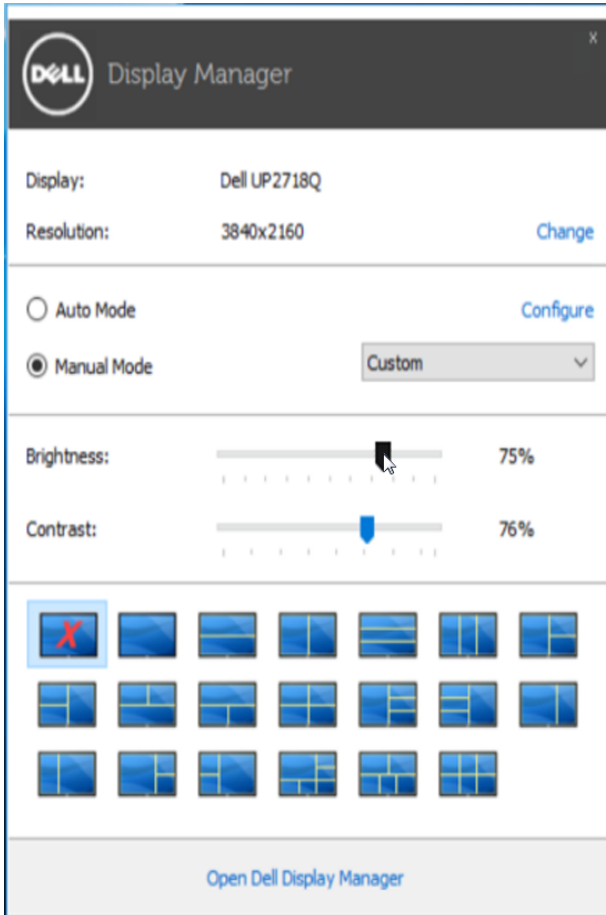 DELL Display Manager x
Display: Dell UP2718Q
Resolution: 3840x2160 Change
Auto Mode Configure
Manual Mode Custom
Brightness: 75%
Contrast: 76%
Open Dell Display Manager